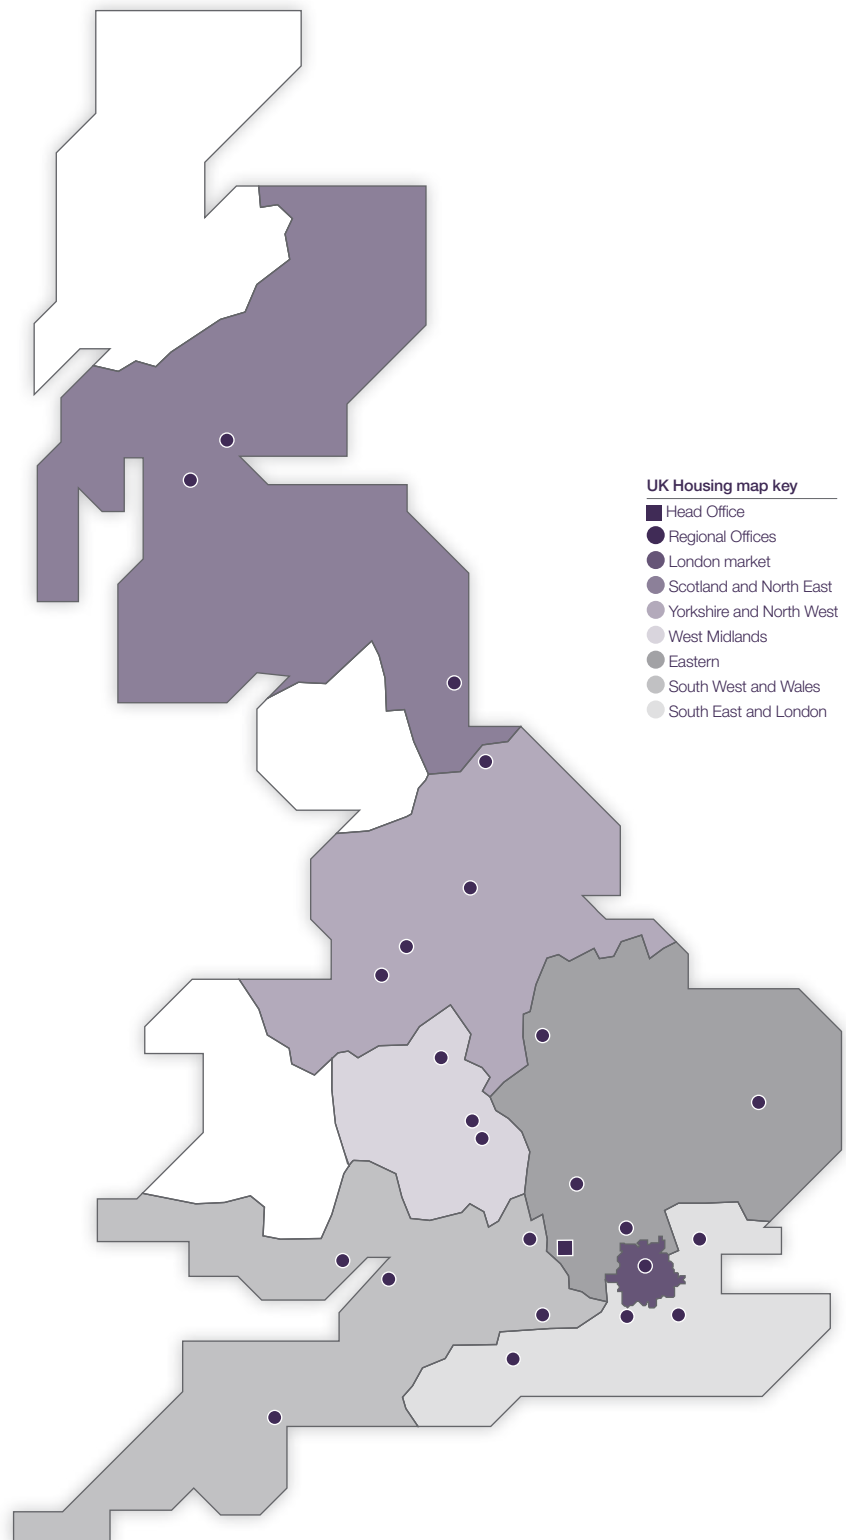 UK Housing map key
Head Office
Regional Offices
London market
Scotland and North East
Yorkshire and North West
West Midlands
Eastern
South West and Wales
South East and London